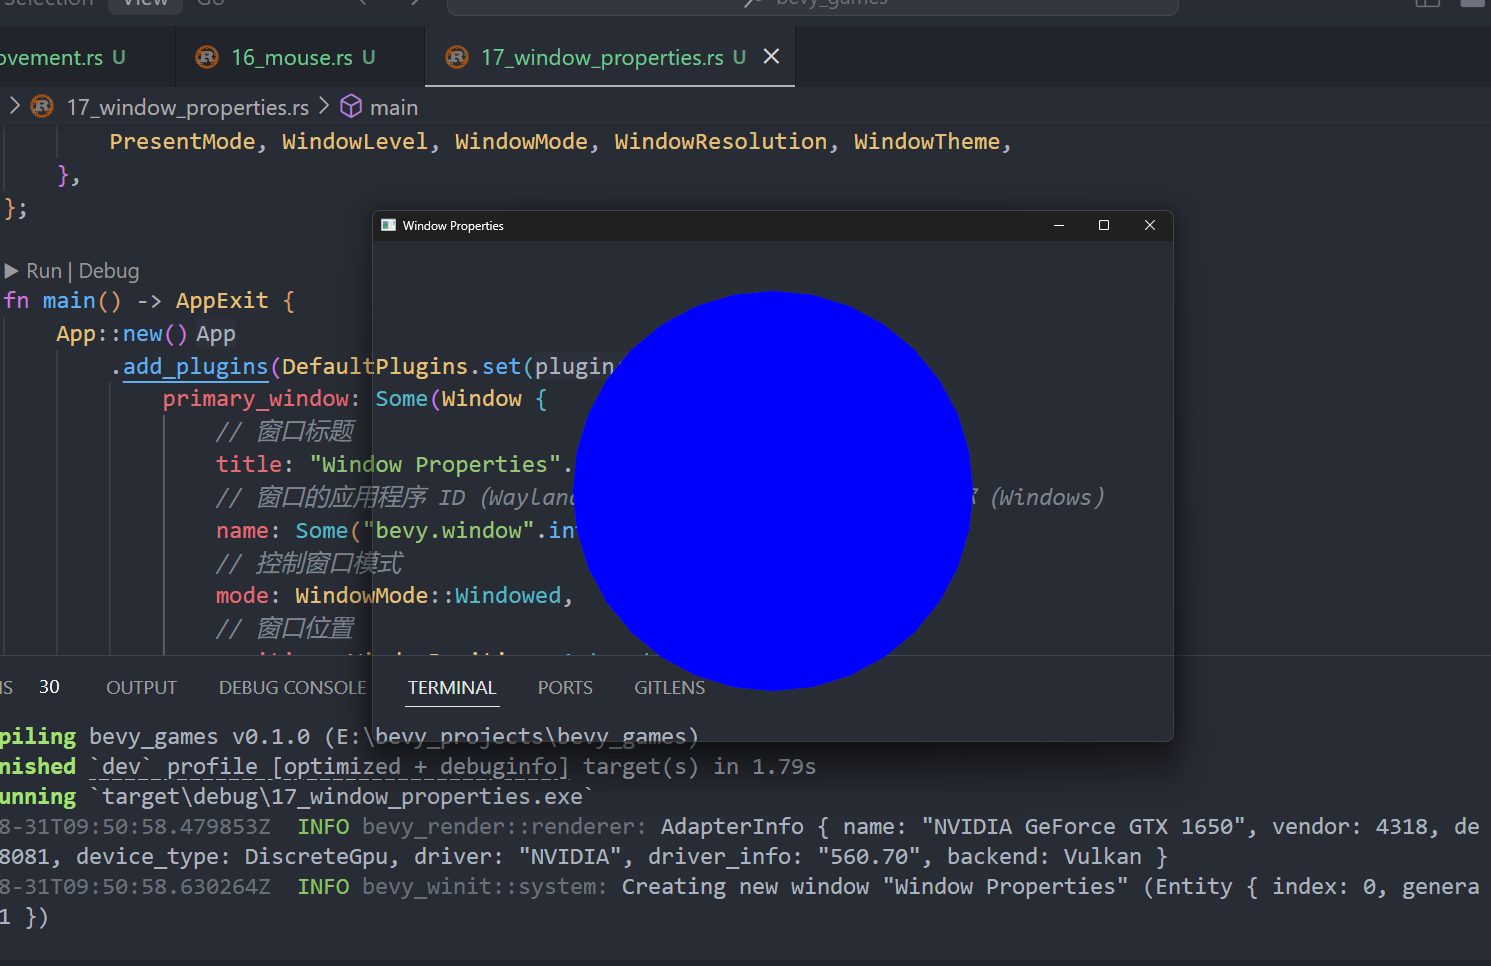 Selection View Go bevy_games
ovement.rs U 16_mouse.rs U 17_window_properties.rs U
17_window_properties.rs main
PresentMode, WindowLevel, WindowMode, WindowResolution, WindowTheme,
},
};
Run | Debug
fn main() -> AppExit {
App::new() App
.add_plugins(DefaultPlugins.set(plugin
primary_window: Some(Window {
// 窗口标题
title: "Window Properties".
// 窗口的应用程序 ID (Wayland (Windows)
name: Some("bevy.window".in
// 控制窗口模式
mode: WindowMode::Windowed,
// 窗口位置
Window Properties
30 OUTPUT DEBUG CONSOLE TERMINAL PORTS GITLENS
piling bevy_games v0.1.0 (E:\bevy_projects\bevy_games)
nished `dev` profile [optimized + debuginfo] target(s) in 1.79s
unning `target\debug\17_window_properties.exe`
8-31T09:50:58.479853Z INFO bevy_render::renderer: AdapterInfo { name: "NVIDIA GeForce GTX 1650", vendor: 4318, de
8081, device_type: DiscreteGpu, driver: "NVIDIA", driver_info: "560.70", backend: Vulkan }
8-31T09:50:58.630264Z INFO bevy_winit::system: Creating new window "Window Properties" (Entity { index: 0, genera
1 })